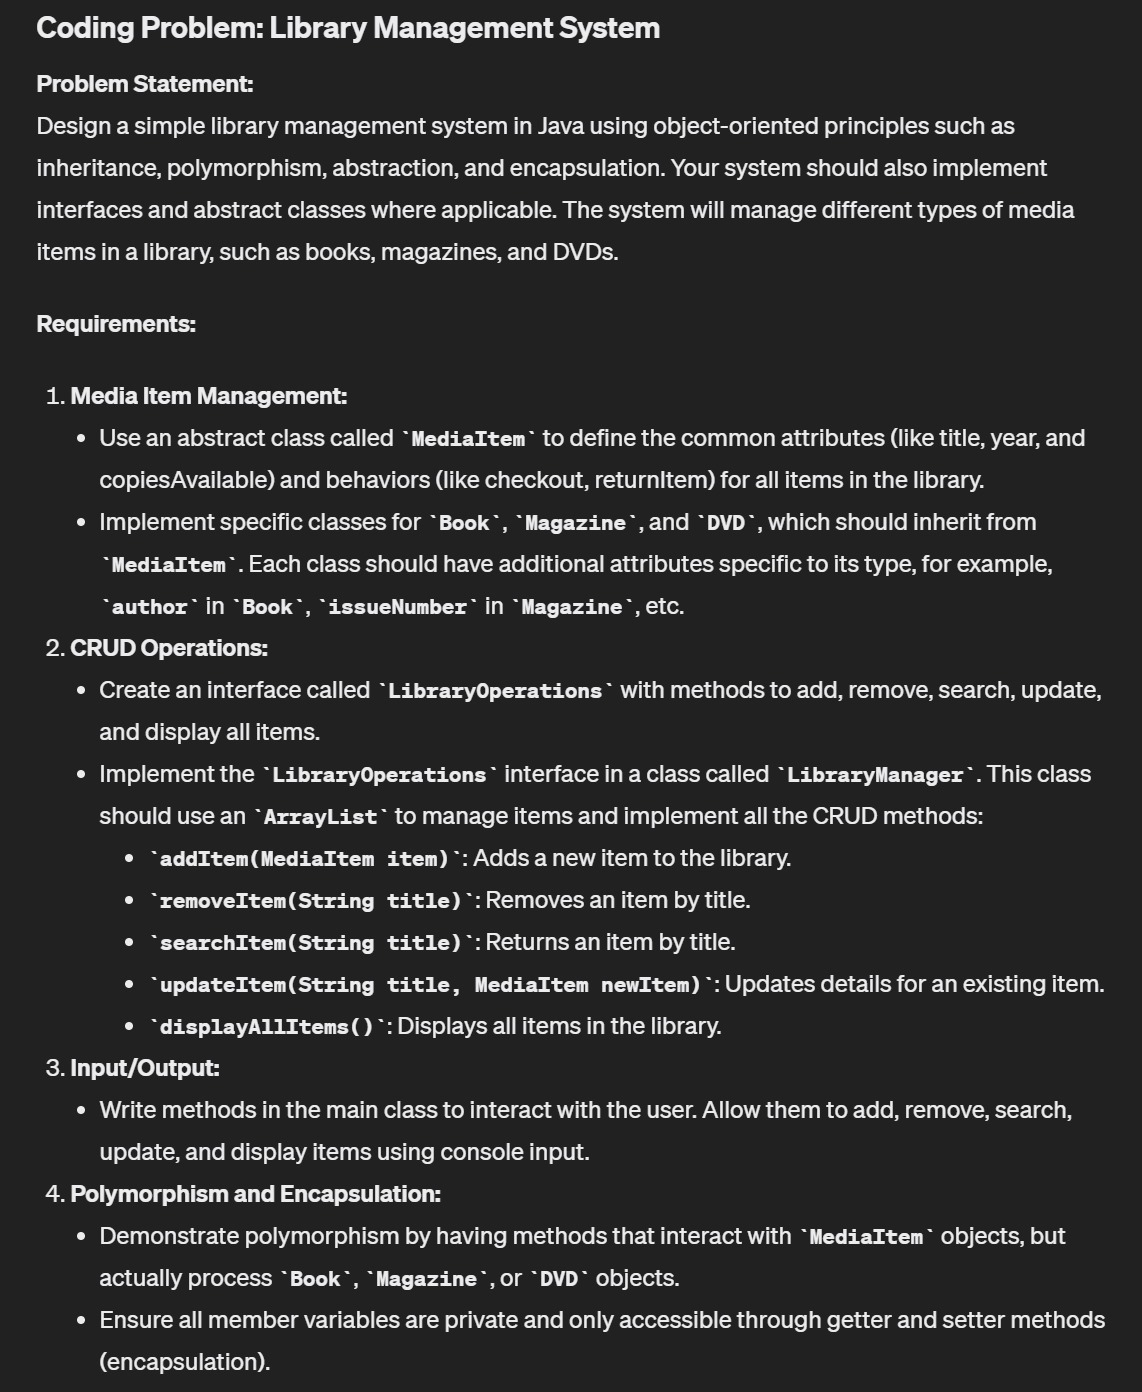 Coding Problem: Library Management System
Problem Statement:
Design a simple library management system in Java using object-oriented principles such as
inheritance, polymorphism, abstraction, and encapsulation. Your system should also implement
interfaces and abstract classes where applicable. The system will manage different types of media
items in a library, such as books, magazines, and DVDs.
Requirements:
1. Media Item Management:
• Use an abstract class called `MediaItem` to define the common attributes (like title, year, and
copiesAvailable) and behaviors (like checkout, returnItem) for all items in the library.
• Implement specific classes for `Book`, `Magazine`, and `DVD`, which should inherit from
`MediaItem`. Each class should have additional attributes specific to its type, for example,
`author` in `Book`, `issueNumber` in `Magazine`, etc.
2. CRUD Operations:
• Create an interface called `LibraryOperations` with methods to add, remove, search, update,
and display all items.
• Implement the `LibraryOperations` interface in a class called `LibraryManager`. This class
should use an `ArrayList` to manage items and implement all the CRUD methods:
• `addItem(MediaItem item)`: Adds a new item to the library.
• `removeItem(String title)`: Removes an item by title.
• `searchItem(String title)`: Returns an item by title.
• `updateItem(String title, MediaItem newItem)`: Updates details for an existing item.
• `displayAllItems()`: Displays all items in the library.
3. Input/Output:
• Write methods in the main class to interact with the user. Allow them to add, remove, search,
update, and display items using console input.
4. Polymorphism and Encapsulation:
• Demonstrate polymorphism by having methods that interact with `MediaItem` objects, but
actually process `Book`, `Magazine`, or `DVD` objects.
• Ensure all member variables are private and only accessible through getter and setter methods
(encapsulation).